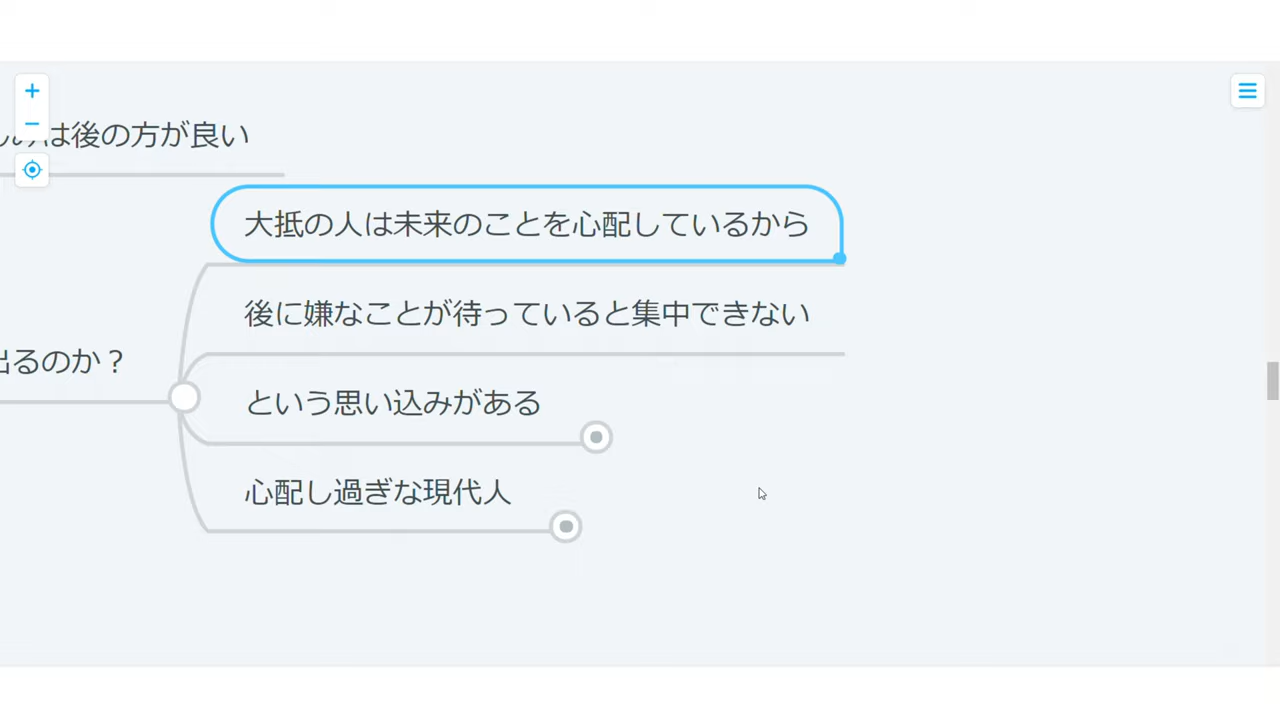 は後の方が良い
大抵の人は未来のことを心配しているから
後に嫌なことが待っていると集中できない
出るのか？
という思い込みがある
心配し過ぎな現代人